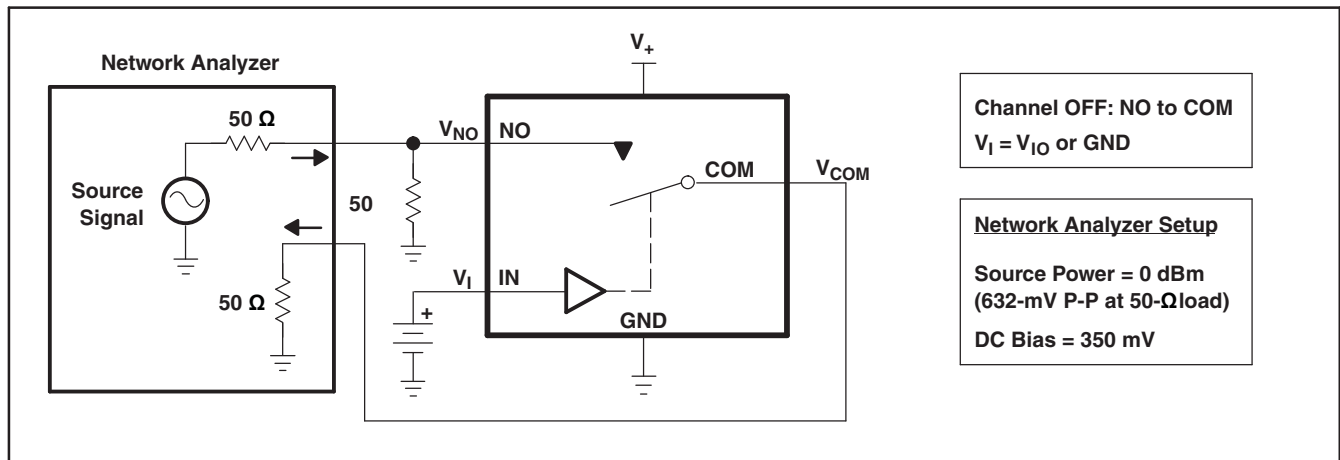 Network Analyzer
50 Ω
Source
Signal
50 Ω
50
V+
VNO
NO
COM
VCOM
VI
IN
+
GND
Channel OFF: NO to COM
VI = VIO or GND
Network Analyzer Setup
Source Power = 0 dBm
(632-mV P-P at 50-Ωload)
DC Bias = 350 mV